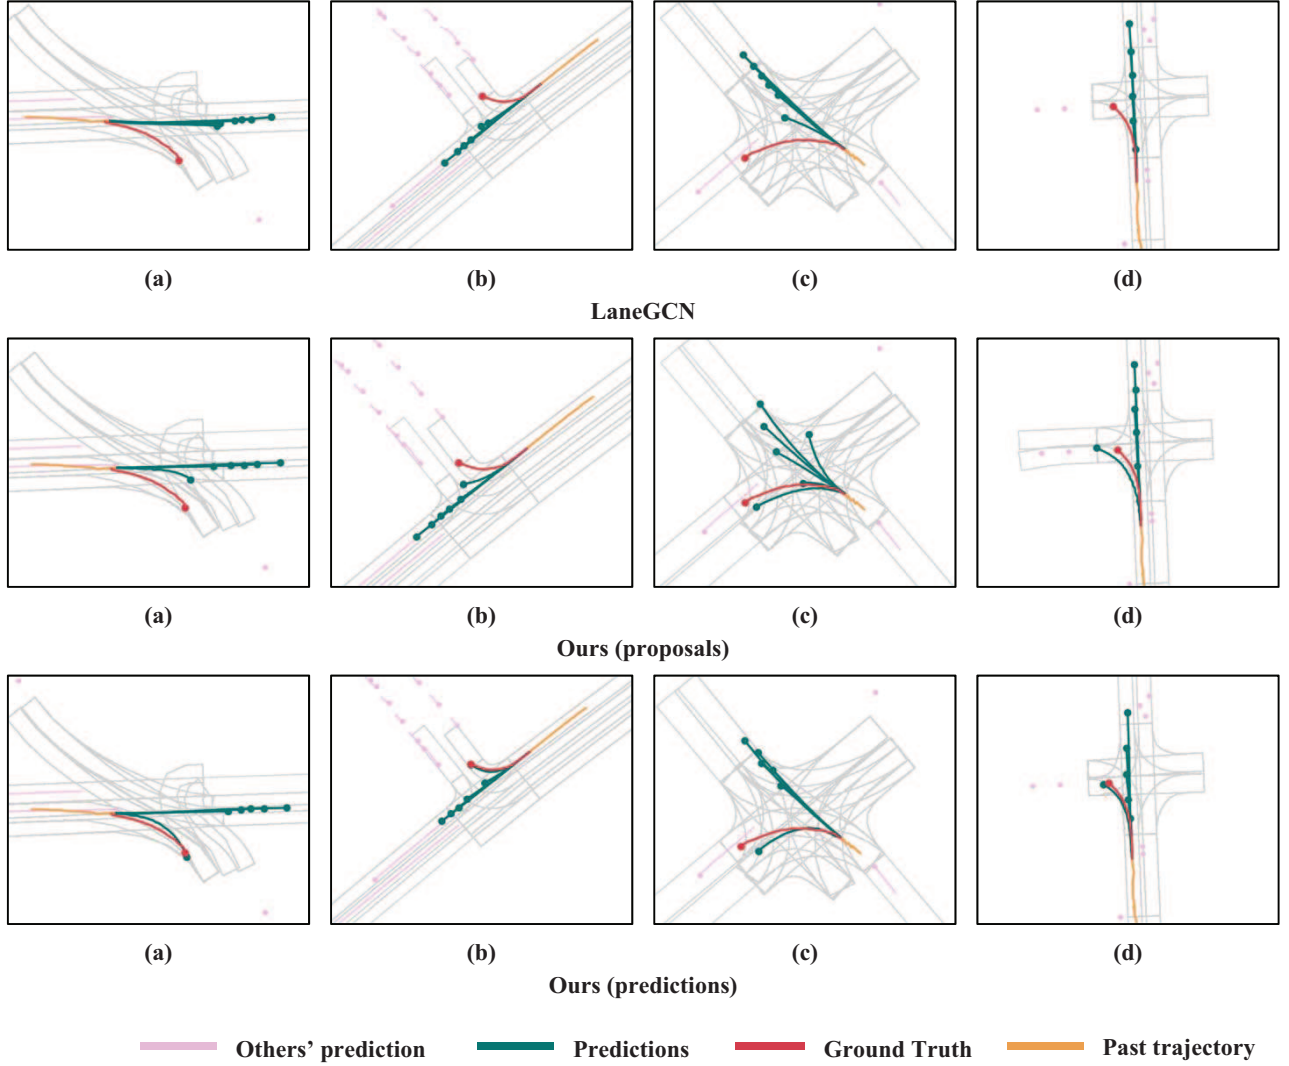 (a) (b) (c) (d)
LaneGCN
(a) (b) (c) (d)
Ours (proposals)
(a) (b) (c) (d)
Ours (predictions)
Others’ prediction Predictions Ground Truth Past trajectory